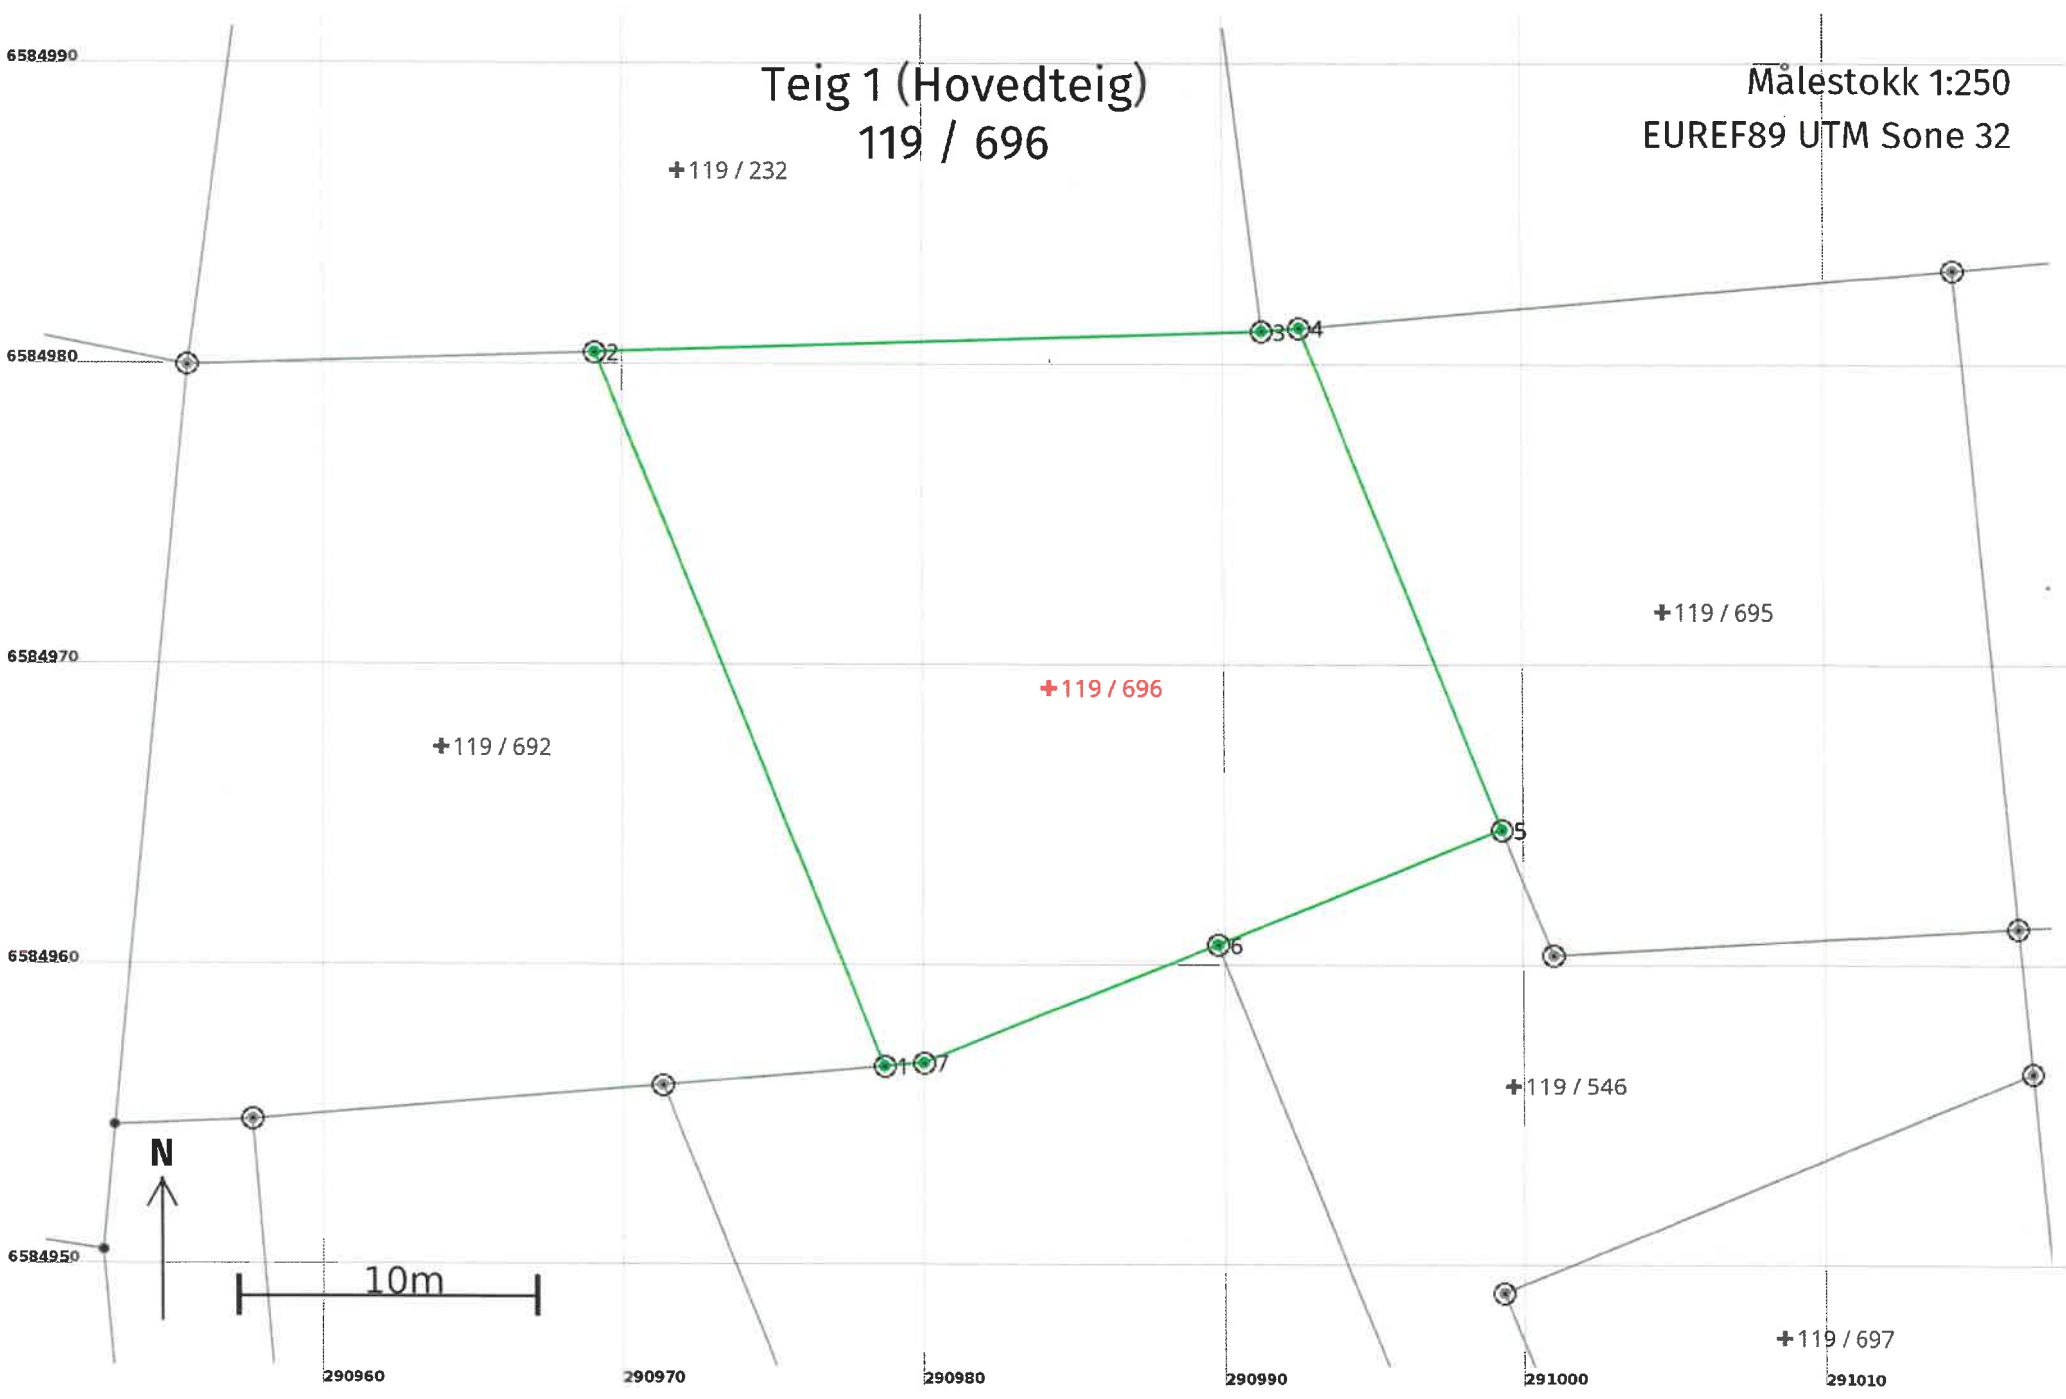 6584990
Teig 1 (Hovedteig)
119 / 696
Målestokk 1:250
EUREF89 UTM Sone 32
+119 / 232
6584980
2
3
4
+119 / 695
6584970
+119 / 696
+119 / 692
5
6
6584960
1
7
+119 / 546
N
6584950
10m
+119 / 697
290960
290970
290980
290990
291000
291010